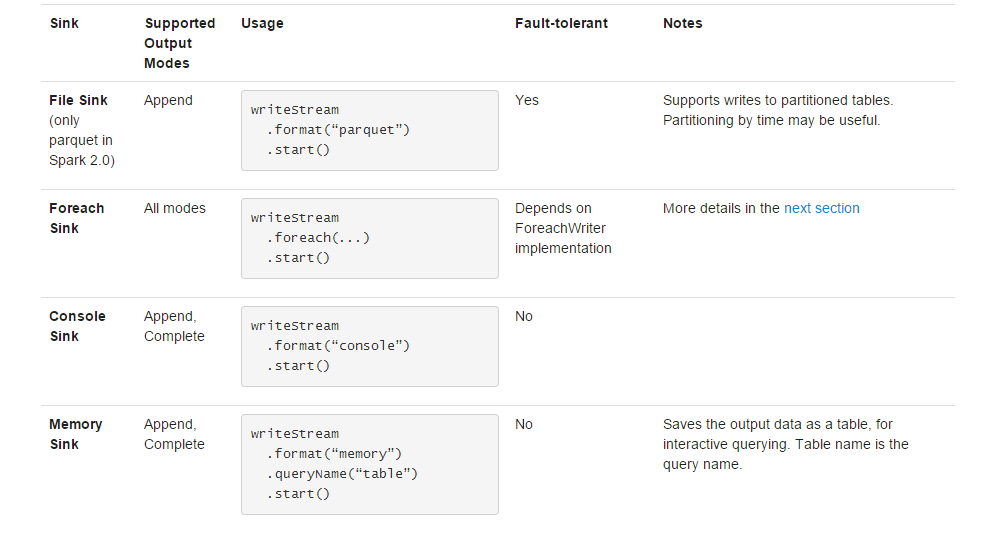 Sink Supported Usage Fault-tolerant Notes
Output
Modes
File Sink Append writeStream Yes Supports writes to partitioned tables.
(only .format(“parquet”) Partitioning by time may be useful.
parquet in .start()
Spark 2.0)
Foreach All modes writeStream Depends on More details in the next section
Sink .foreach(...) ForeachWriter
.start() implementation
Console Append, writeStream No
Sink Complete .format(“console”)
.start()
Memory Append, writeStream No Saves the output data as a table, for
Sink Complete .format(“memory”) interactive querying. Table name is the
.queryName(“table”) query name.
.start()